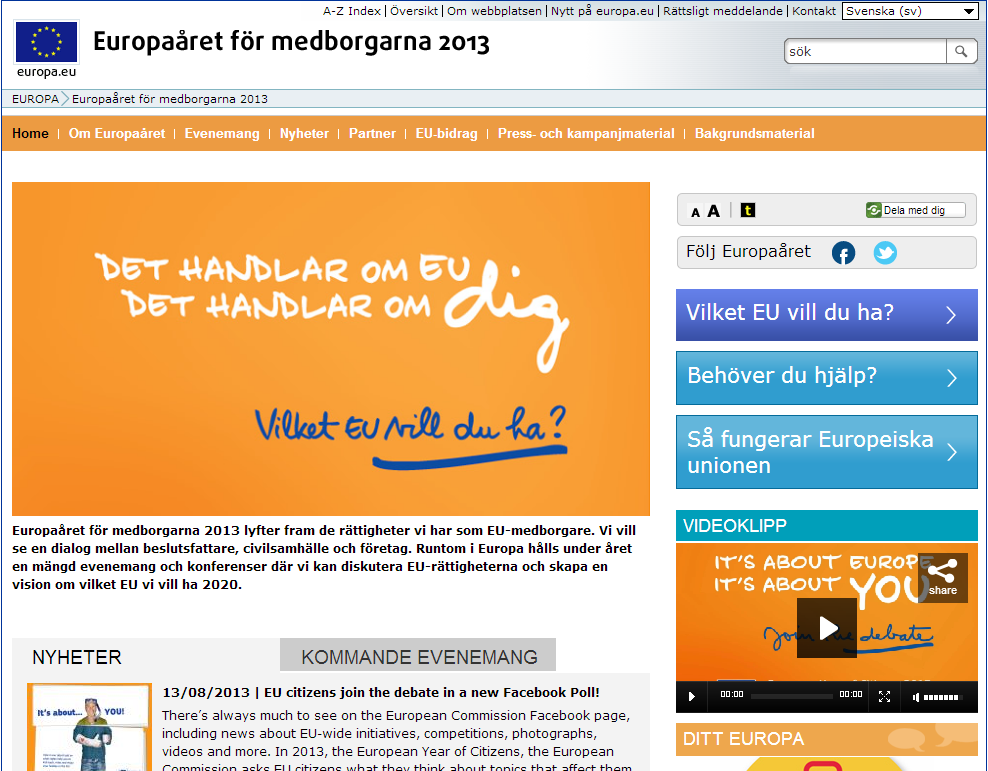 A-Z Index | Översikt | Om webbplatsen | Nytt på europa.eu | Rättsligt meddelande | Kontakt Svenska (sv)
Europaåret för medborgarna 2013
sök
europa.eu
EUROPA Europaåret för medborgarna 2013
Home | Om Europaåret | Evenemang | Nyheter | Partner | EU-bidrag | Press- och kampanjmaterial | Bakgrundsmaterial
DET HANDLAR OM EU.
DET HANDLAR OM dig
Vilket EU vill du ha?
Europaåret för medborgarna 2013 lyfter fram de rättigheter vi har som EU-medborgare. Vi vill
se en dialog mellan beslutsfattare, civilsamhälle och företag. Runtom i Europa hålls under året
en mängd evenemang och konferenser där vi kan diskutera EU-rättigheterna och skapa en
vision om vilket EU vi vill ha 2020.
NYHETER KOMMANDE EVENEMANG
It's about... YOU!
13/08/2013 | EU citizens join the debate in a new Facebook Poll!
There´s always much to see on the European Commission Facebook page,
including news about EU-wide initiatives, competitions, photographs,
videos and more. In 2013, the European Year of Citizens, the European
Commission asks EU citizens what they think about topics that affect them
A A | t Dela med dig
Följ Europaåret
Vilket EU vill du ha?
Behöver du hjälp?
Så fungerar Europeiska
unionen
VIDEOKLIPP
IT'S ABOUT EUROPE
IT'S ABOUT YOU
share
Join the debate
00:00 00:00
DITT EUROPA